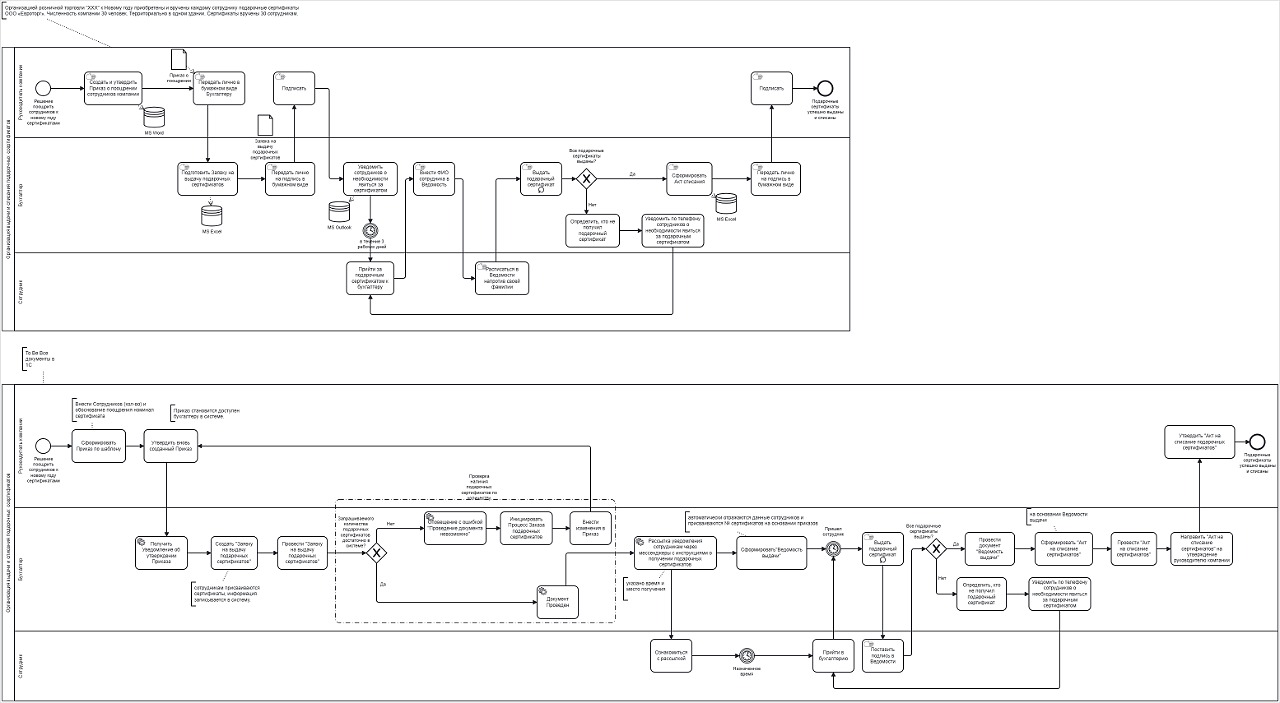 Организацией розничной торговли "ХХХ" к Новому году приобретены и вручены каждому сотруднику подарочные сертификаты
ООО «Евроторг». Численность компании 30 человек. Территориально в одном здании. Сертификаты вручены 30 сотрудникам.
Организация выдачи и списания подарочных сертификатов
Руководитель компании
Решение
поощрить
сотрудников к
новому году
сертификатами
Создать и утвердить
Приказ о поощрении
сотрудников компании
MS Word
Приказ о
поощрении
Передать лично в
бумажном виде
Бухгалтеру
Подписать
Подписать
Подарочные
сертификаты
успешно выданы
и списаны
Бухгалтер
Подготовить Заявку на
выдачу подарочных
сертификатов
MS Excel
Заявка на
выдачу
подарочных
сертификатов
Передать лично
на подпись в
бумажном виде
Уведомить
сотрудников о
необходимости
явиться за
сертификатом
MS Outlook
в течение 3
рабочих дней
Внести ФИО
сотрудника в
Ведомость
Выдать
подарочный
сертификат
Все подарочные
сертификаты
выданы?
Да
Нет
Определить, кто не
получил
подарочный
сертификат
Уведомить по телефону
сотрудников о
необходимости явиться
за подарочным
сертификатом
Сформировать
Акт списания
MS Excel
Передать лично
на подпись в
бумажном виде
Сотрудник
Прийти за
подарочным
сертификатом к
бухгалтеру
Расписаться в
Ведомости
напротив своей
фамилии
To Be Все
документы в
1С
Организация выдачи и списания подарочных сертификатов
Руководитель компании
Решение
поощрить
сотрудников к
новому году
сертификатами
Внести Сотрудников (кол-во) и
обоснование поощрения номинал
сертификата
Сформировать
Приказ по шаблону
Приказ становится доступен
бухгалтеру в системе.
Утвердить вновь
созданный Приказ
Утвердить "Акт на
списание подарочных
сертификатов"
Подарочные
сертификаты
успешно выданы
и списаны
Бухгалтер
Получить
Уведомление об
утверждении
Приказа
Создать "Заявку
на выдачу
подарочных
сертификатов"
Сотрудникам присваиваются
сертификаты, информация
записывается в систему
Провести "Заявку
на выдачу
подарочных
сертификатов"
Проверка
наличия
подарочных
сертификатов по
Запрашиваемого
количества
подарочных
сертификатов
достаточно в
системе?
Нет
Да
Оповещение с ошибкой
"Проведение документа
невозможно"
Инициировать
Процесс Заказа
подарочных
сертификатов
Внести
изменения в
Приказ
Документ
Проведен
Рассылка уведомления
сотрудникам через
мессенджеры с инструкцией о
получении подарочных
сертификатов
указано время и
место получения
автоматически отражаются данные сотрудников и
присваиваются № сертификатов на основании приказов
Сформировать"Ведомость
выдачи"
Пришел
сотрудник
Выдать
подарочный
сертификат
Все подарочные
сертификаты
выданы?
Да
Нет
Провести
документ
"Ведомость
выдачи"
Определить, кто
не получил
подарочный
сертификат
Уведомить по телефону
сотрудников о
необходимости явиться
за подарочным
сертификатом
на основании Ведомости
выдачи
Сформировать "Акт
на списание
сертификатов"
Провести "Акт
на списание
сертификатов"
Направить "Акт на
списание
сертификатов" на
утверждение
руководителю компании
Сотрудник
Ознакомиться
с рассылкой
Назначенное
время
Прийти в
бухгалтерию
Поставить
подпись в
Ведомости